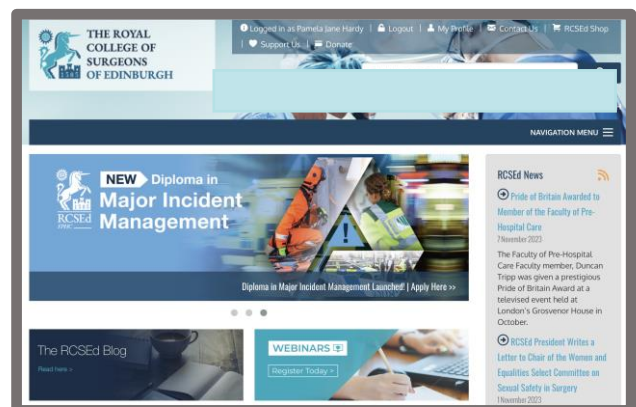 THE ROYAL
COLLEGE OF
SURGEONS
OF EDINBURGH
Logged in as Pamela Jane Hardy | Logout | My Profile | Contact Us | RCSEd Shop
| Support Us | Donate
NAVIGATION MENU
NEW Diploma in
Major Incident
Management
RCSEd
Diploma in Major Incident Management Launched! | Apply Here >>
The RCSEd Blog
Read here >
WEBINARS
Register Today >
RCSEd News
Pride of Britain Awarded to
Member of the Faculty of Pre-
Hospital Care
7 November 2023
The Faculty of Pre-Hospital
Care Faculty member, Duncan
Tripp was given a prestigious
Pride of Britain Award at a
televised event held at
London's Grosvenor House in
October.
RCSEd President Writes a
Letter to Chair of the Women and
Equalities Select Committee on
Sexual Safety in Surgery
1 November 2023